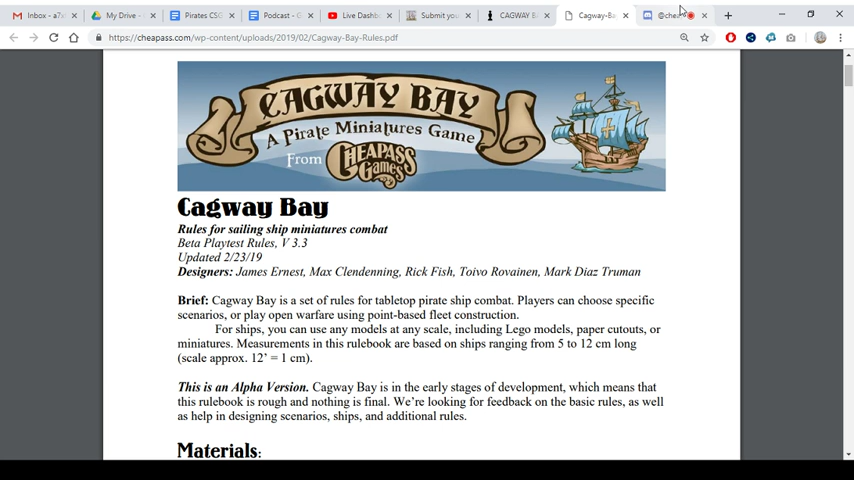 Inbox - a7x
My Drive -
Pirates CSG
Podcast - G
Live Dashb
Submit you
CAGWAY B
Cagway-Ba
@che
https://cheapass.com/wp-content/uploads/2019/02/Cagway-Bay-Rules.pdf
CAGWAY BAY
A Pirate Miniatures Game
From CHEAPASS GAMES
Cagway Bay
Rules for sailing ship miniatures combat
Beta Playtest Rules, V 3.3
Updated 2/23/19
Designers: James Ernest, Max Clendenning, Rick Fish, Toivo Rovainen, Mark Diaz Truman
Brief: Cagway Bay is a set of rules for tabletop pirate ship combat. Players can choose specific
scenarios, or play open warfare using point-based fleet construction.
For ships, you can use any models at any scale, including Lego models, paper cutouts, or
miniatures. Measurements in this rulebook are based on ships ranging from 5 to 12 cm long
(scale approx. 12’ = 1 cm).
This is an Alpha Version. Cagway Bay is in the early stages of development, which means that
this rulebook is rough and nothing is final. We’re looking for feedback on the basic rules, as well
as help in designing scenarios, ships, and additional rules.
Materials: